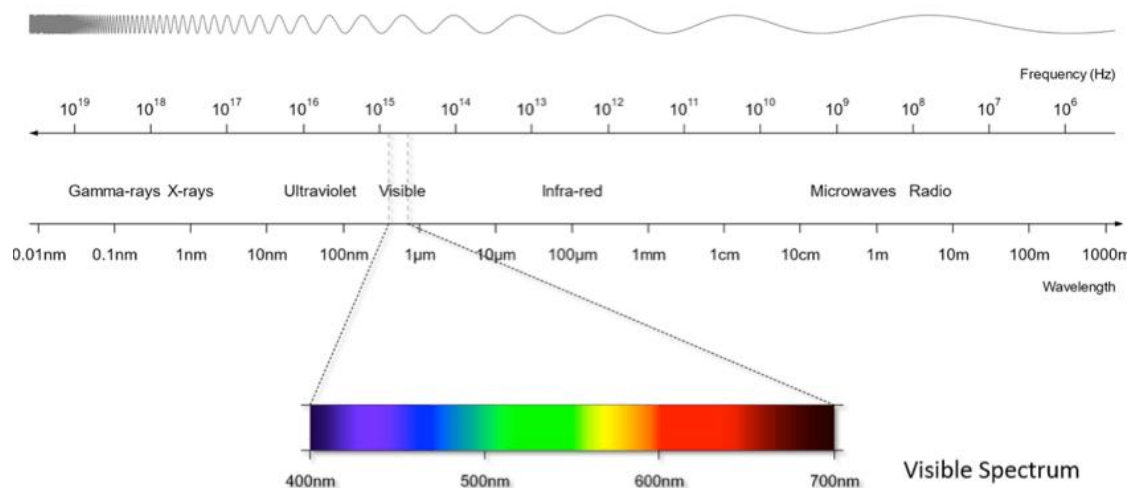 Frequency (Hz)
10^19 10^18 10^17 10^16 10^15 10^14 10^13 10^12 10^11 10^10 10^9 10^8 10^7 10^6
Gamma-rays X-rays Ultraviolet Visible Infra-red Microwaves Radio
0.01nm 0.1nm 1nm 10nm 100nm 1µm 10µm 100µm 1mm 1cm 10cm 1m 10m 100m 1000m
Wavelength
400nm 500nm 600nm 700nm
Visible Spectrum